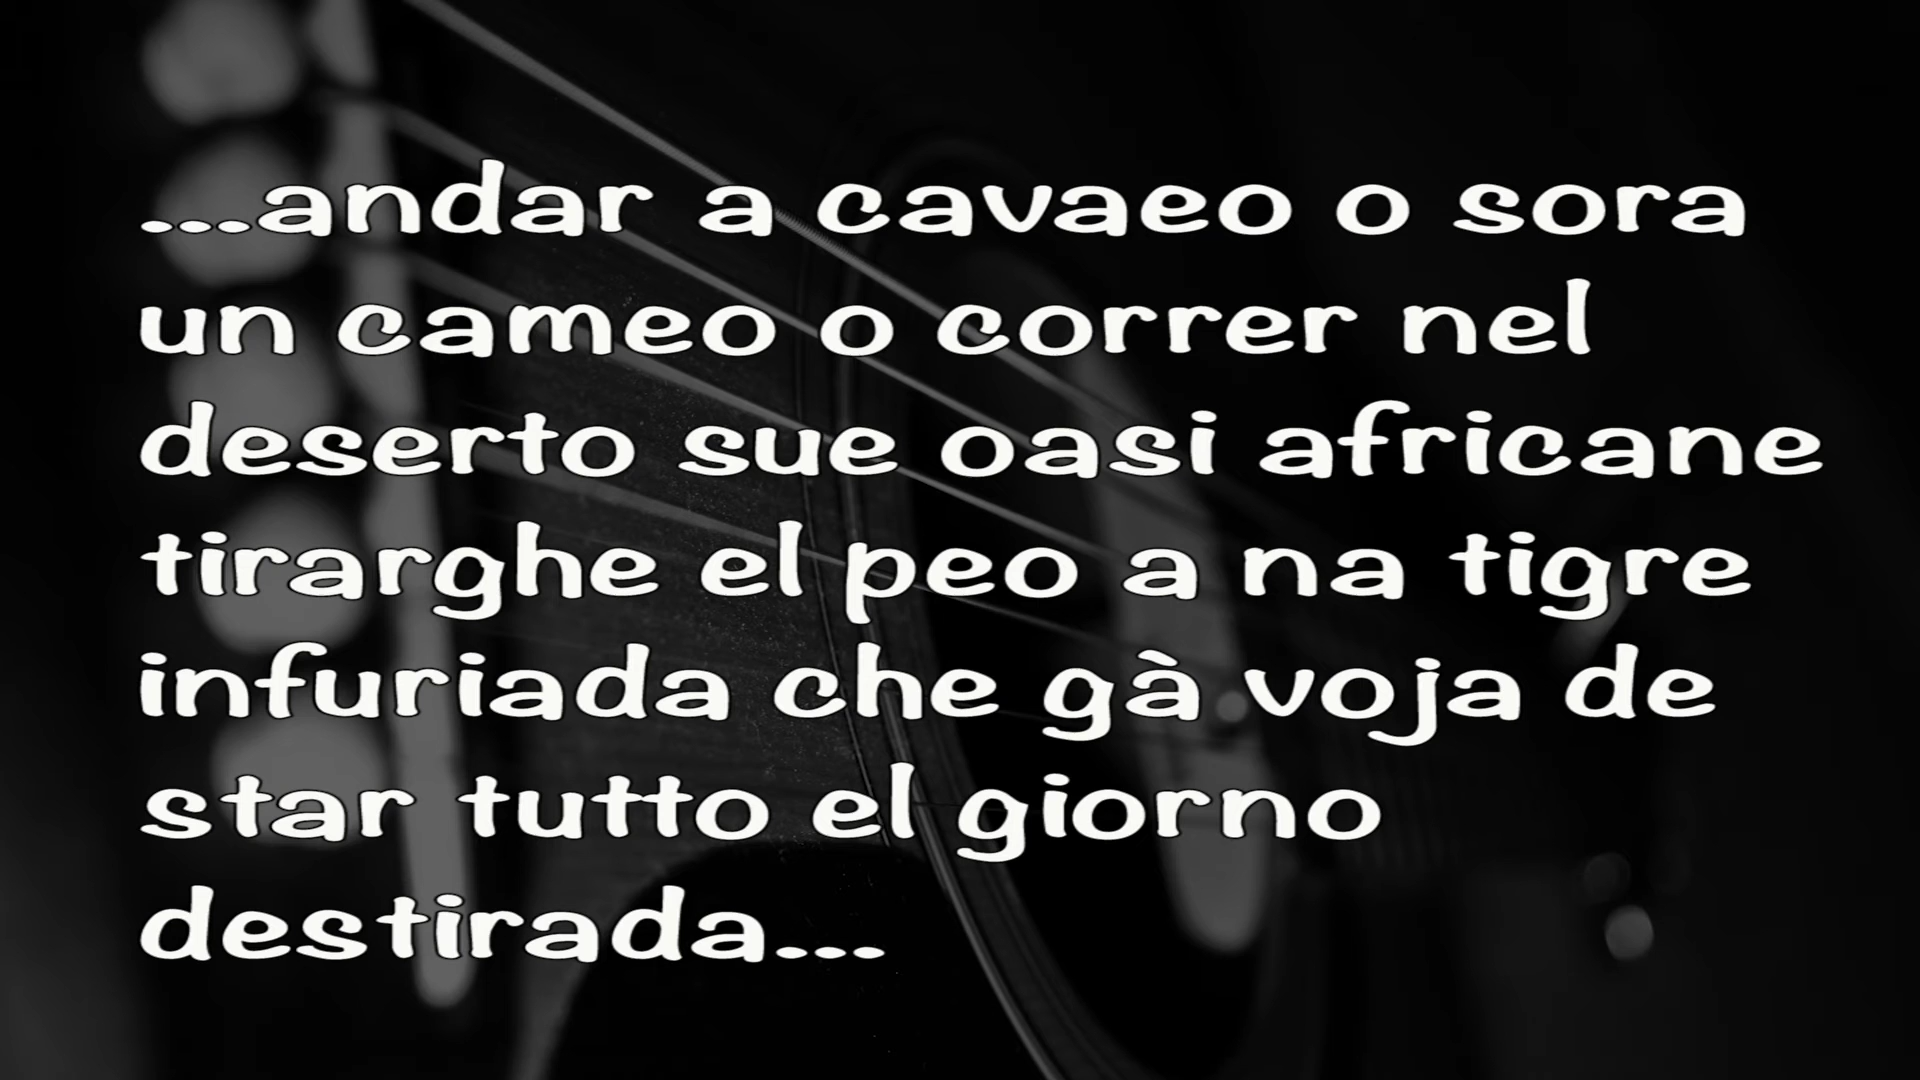 ...andar a cavaeo o sora
un cameo o correr nel
deserto sue oasi africane
tirarghe el peo a na tigre
infuriada che gà voja de
star tutto el giorno
destirada...